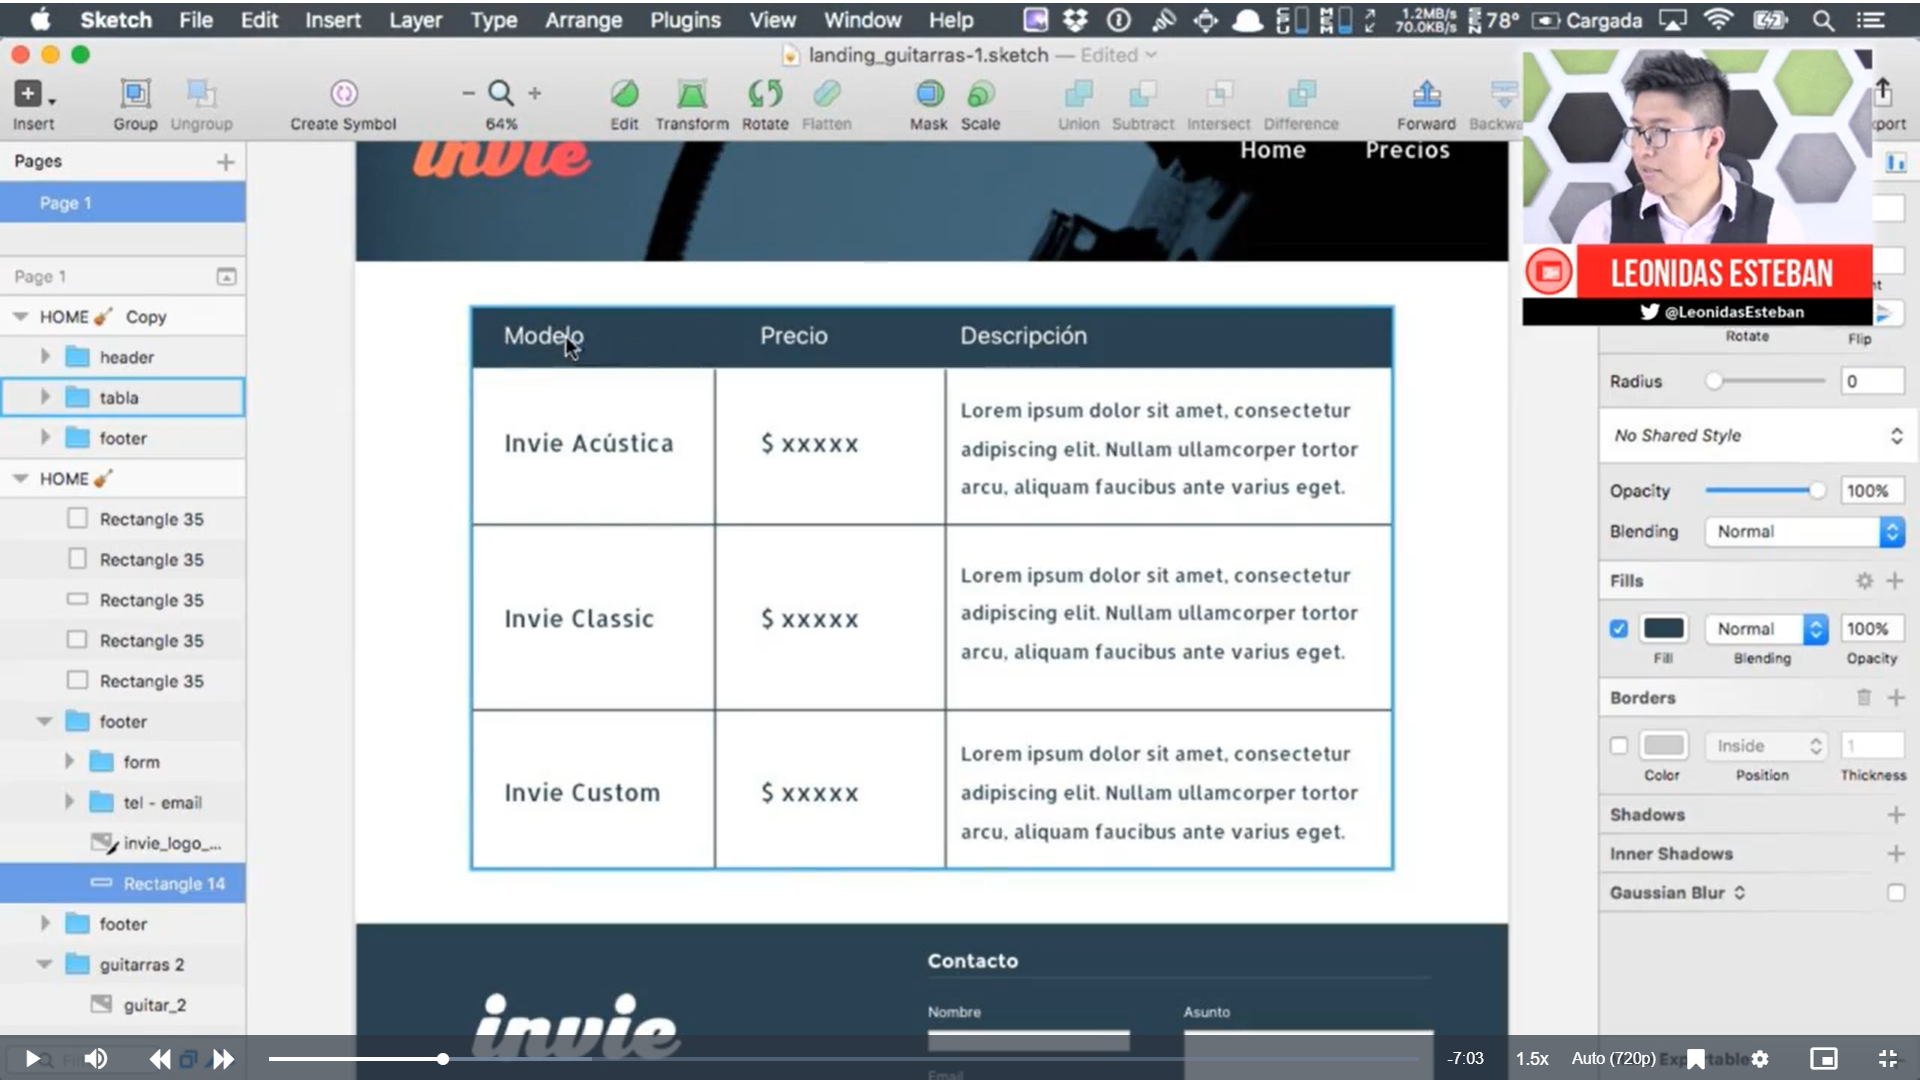 Sketch File Edit Insert Layer Type Arrange Plugins View Window Help 1.2MB/s 70.0KB/s 78° Cargada
landing_guitarras-1.sketch — Edited
Insert Group Ungroup Create Symbol 64% Edit Transform Rotate Flatten Mask Scale Union Subtract Intersect Difference Forward
Pages
Page 1
Page 1
HOME 🎸 Copy
header
tabla
footer
HOME 🎸
Rectangle 35
Rectangle 35
Rectangle 35
Rectangle 35
Rectangle 35
footer
form
tel - email
invie_logo_...
Rectangle 14
footer
guitarras 2
guitar_2
invie
Home Precios
Modelo Precio Descripción
Invie Acústica $ xxxxx
Lorem ipsum dolor sit amet, consectetur
adipiscing elit. Nullam ullamcorper tortor
arcu, aliquam faucibus ante varius eget.
Invie Classic $ xxxxx
Lorem ipsum dolor sit amet, consectetur
adipiscing elit. Nullam ullamcorper tortor
arcu, aliquam faucibus ante varius eget.
Invie Custom $ xxxxx
Lorem ipsum dolor sit amet, consectetur
adipiscing elit. Nullam ullamcorper tortor
arcu, aliquam faucibus ante varius eget.
invie
Contacto
Nombre Asunto
Email
LEONIDAS ESTEBAN
@LeonidasEsteban
Rotate Flip
Radius 0
No Shared Style
Opacity 100%
Blending Normal
Fills
Normal 100%
Fill Blending Opacity
Borders
Inside 1
Color Position Thickness
Shadows
Inner Shadows
Gaussian Blur
-7:03 1.5x Auto (720p)